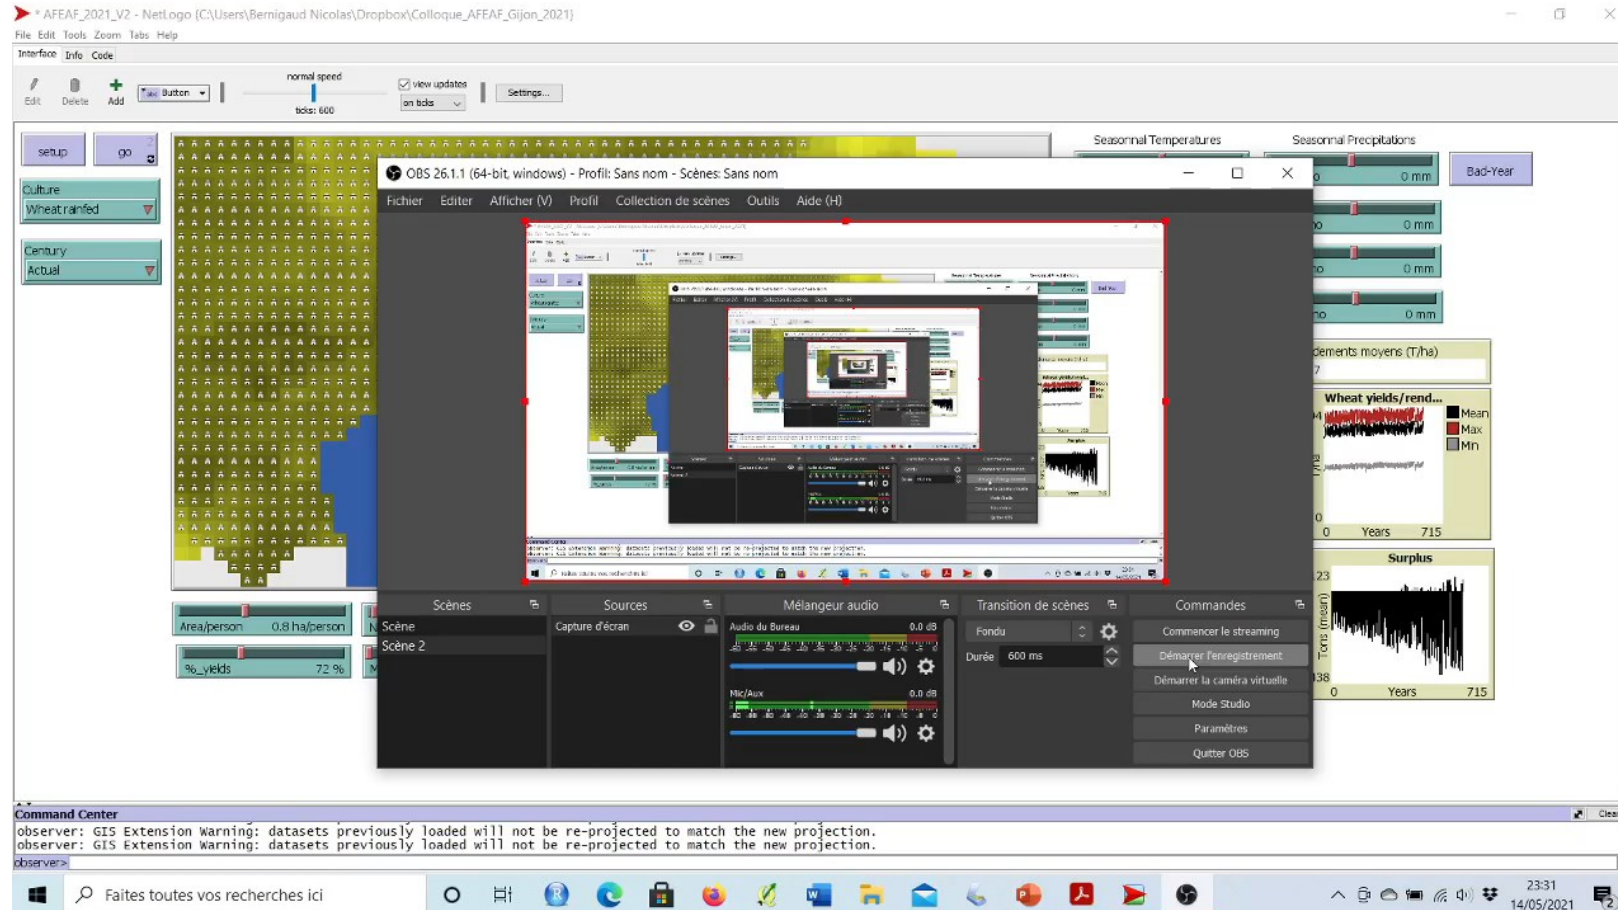 * AFEAF_2021_V2 - NetLogo {C:\Users\Bernigaud Nicolas\Dropbox\Colloque_AFEAF_Gijon_2021}
File Edit Tools Zoom Tabs Help
Interface Info Code
Edit Delete Add
Button
normal speed
ticks: 600
view updates
on ticks
Settings...
setup
go
Culture
Wheat rainfed
Century
Actual
Seasonnal Temperatures
Seasonnal Precipitations
0 mm
0 mm
0 mm
0 mm
Bad-Year
OBS 26.1.1 (64-bit, windows) - Profil: Sans nom - Scènes: Sans nom
Fichier Editer Afficher (V) Profil Collection de scènes Outils Aide (H)
Scènes
Scène
Scène 2
Sources
Capture d'écran
Mélangeur audio
Audio du Bureau 0.0 dB
Mic/Aux 0.0 dB
Transition de scènes
Fondu
Durée 600 ms
Commandes
Commencer le streaming
Démarrer l'enregistrement
Démarrer la caméra virtuelle
Mode Studio
Paramètres
Quitter OBS
dements moyens (T/ha)
7
Wheat yields/rend...
Mean
Max
Min
0 Years 715
Surplus
Tons (mean)
123
438
0 Years 715
Area/person 0.8 ha/person
%_yields 72 %
Command Center
Clea
observer: GIS Extension Warning: datasets previously loaded will not be re-projected to match the new projection.
observer: GIS Extension Warning: datasets previously loaded will not be re-projected to match the new projection.
observer>
Faites toutes vos recherches ici
23:31
14/05/2021
2